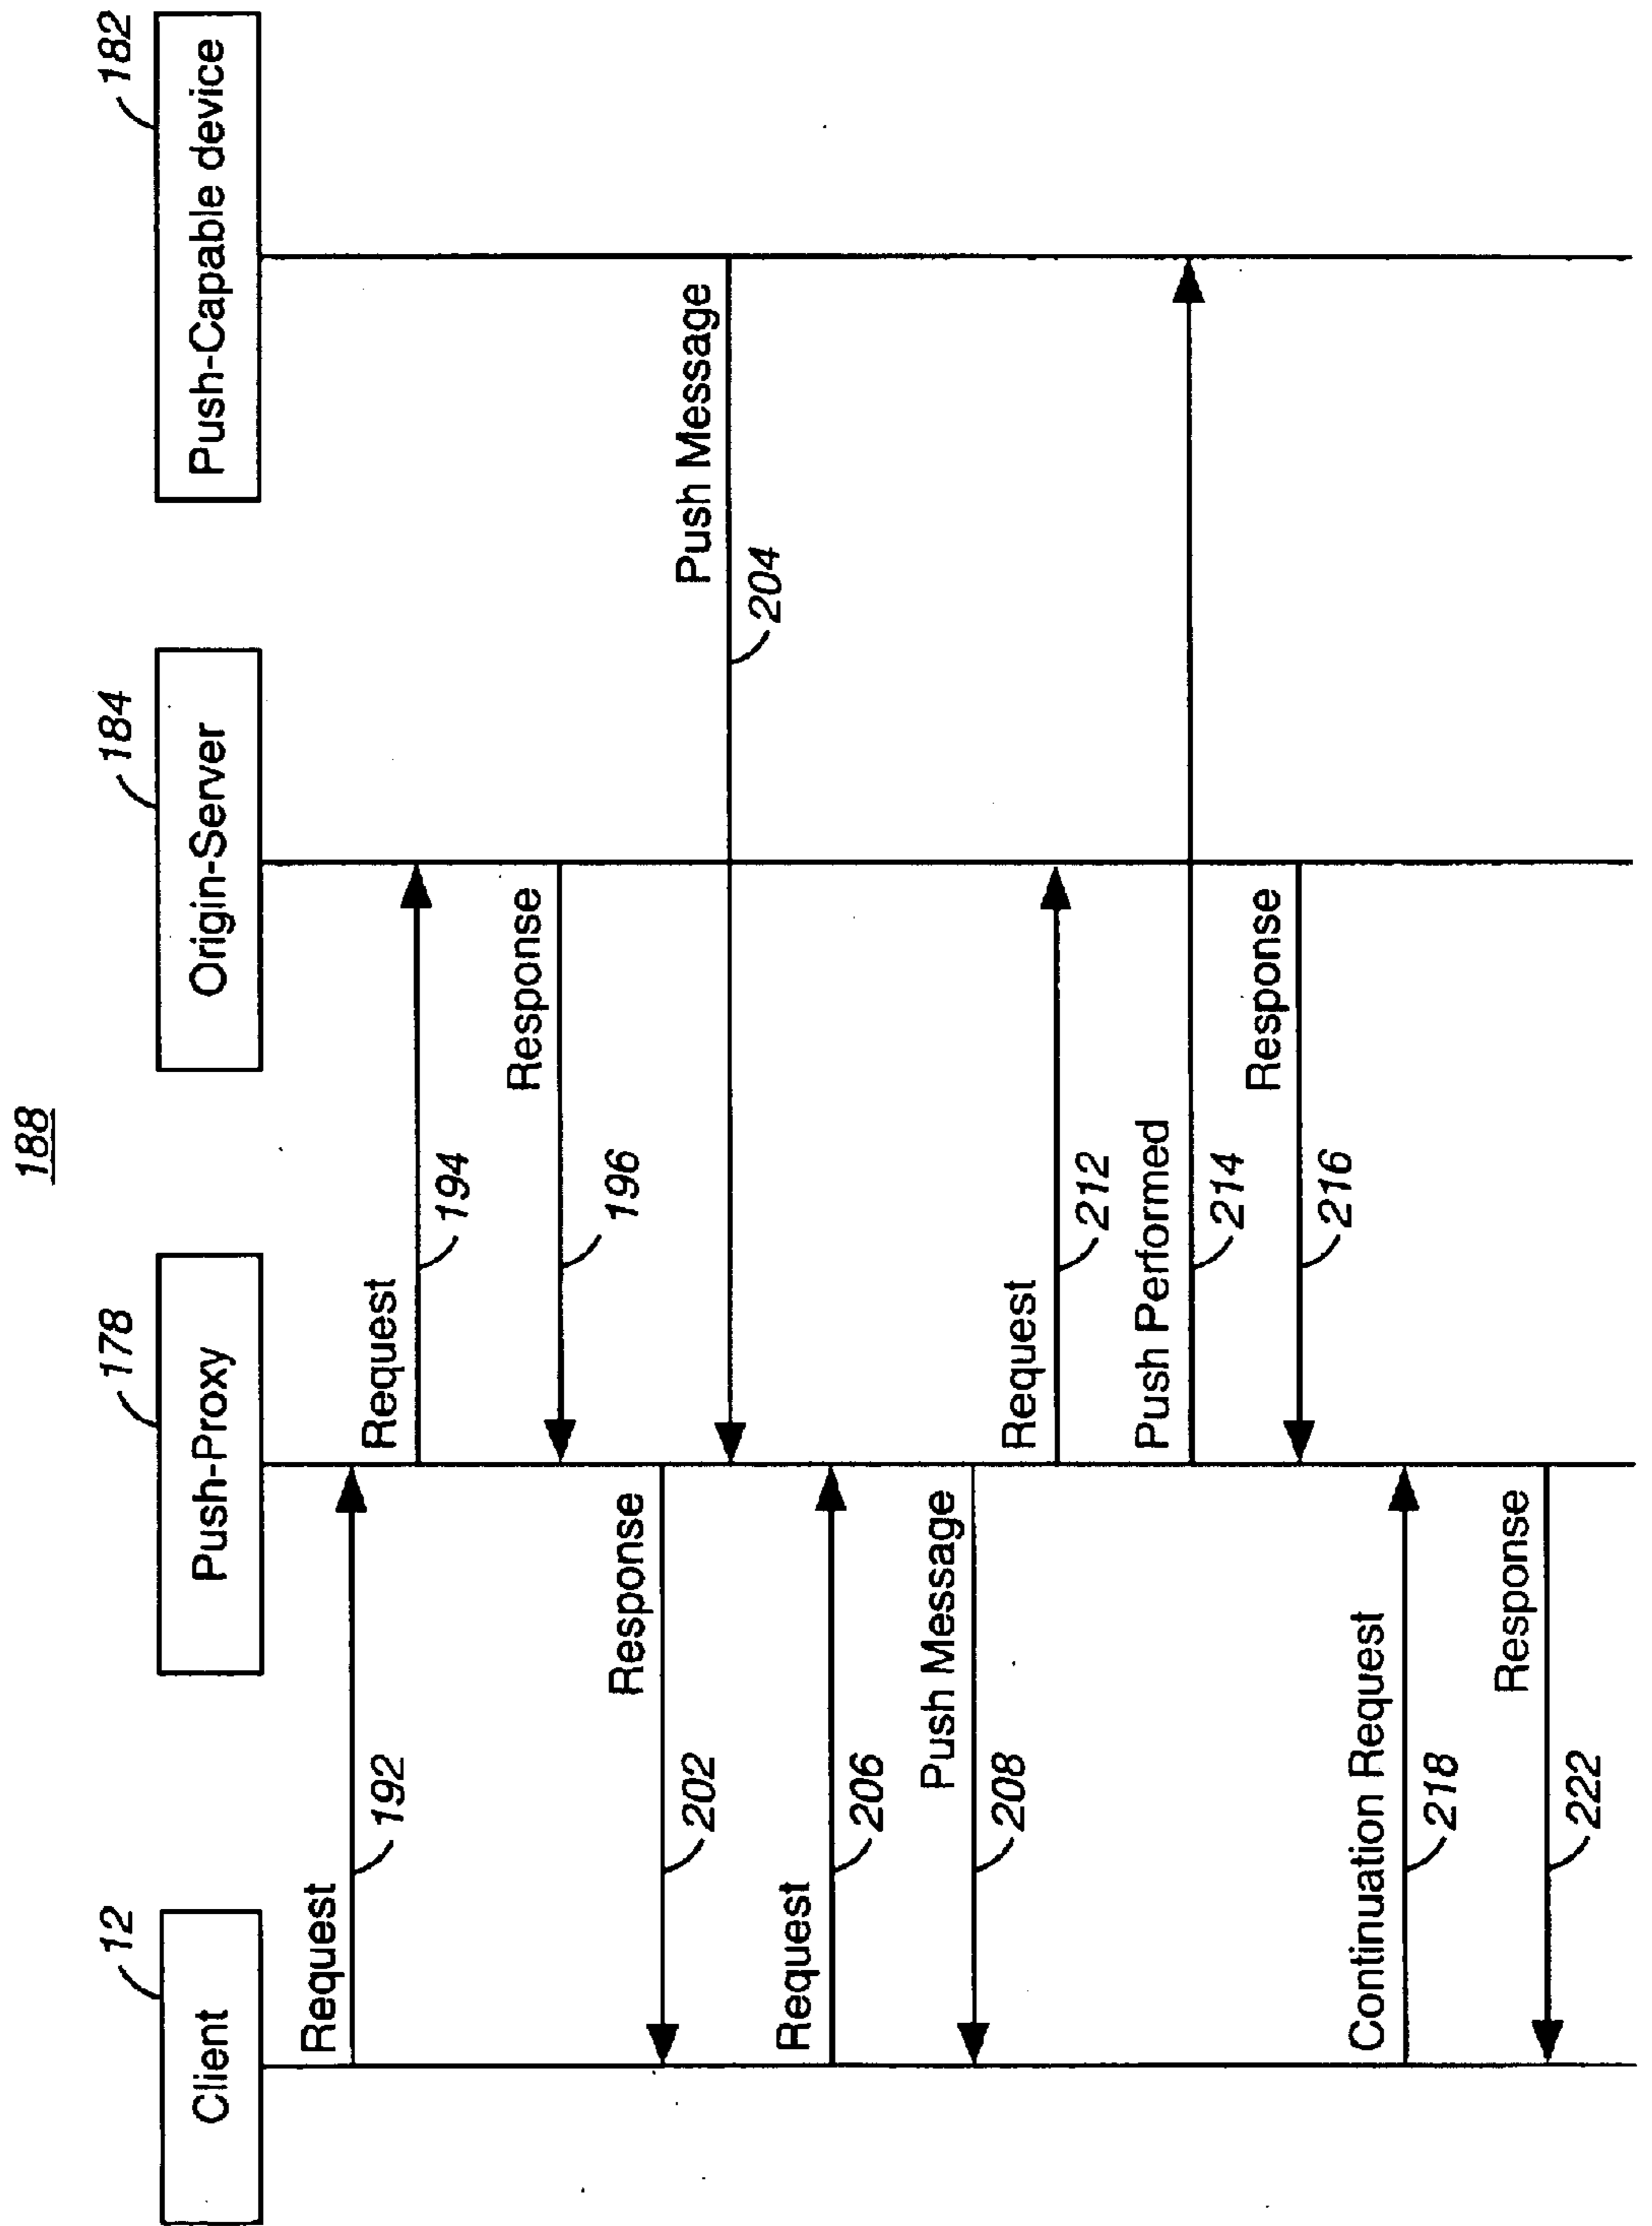 188
12
178
184
182
Client
Push-Proxy
Origin-Server
Push-Capable device
Request
192
Request
194
Response
196
Response
202
Push Message
204
Request
206
Push Message
208
Request
212
Push Performed
214
Response
216
Continuation Request
218
Response
222